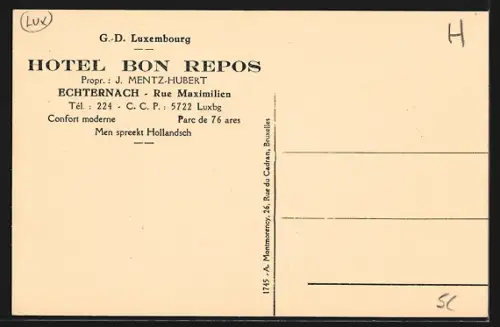 LUX
G.-D. Luxembourg
HOTEL BON REPOS
Propr. : J. MENTZ-HUBERT
ECHTERNACH - Rue Maximilien
Tél. : 224 - C. C. P. : 5722 Luxbg
Confort moderne Parc de 76 ares
Men spreekt Hollandsch
1745 - A. Montmorency, 26, Rue du Cadran, Bruxelles
H
5C